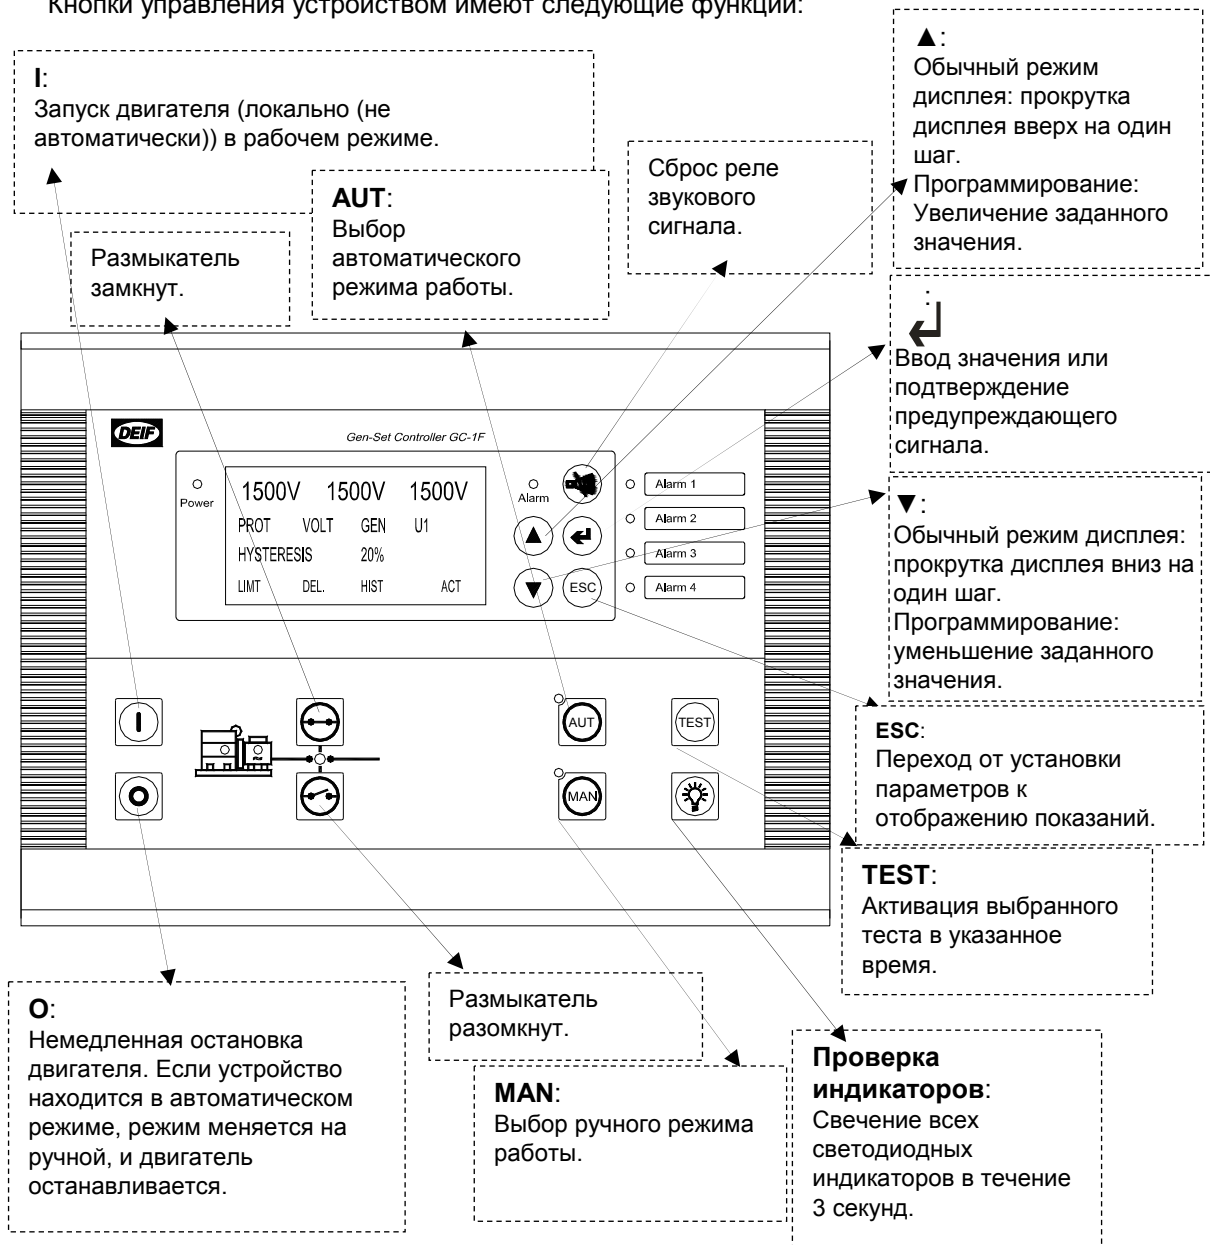 Кнопки управления устройством имеют следующие функции:
I:
Запуск двигателя (локально (не
автоматически)) в рабочем режиме.
▲:
Обычный режим
дисплея: прокрутка
дисплея вверх на один
шаг.
Программирование:
Увеличение заданного
значения.
Сброс реле
звукового
сигнала.
AUT:
Выбор
автоматического
режима работы.
Размыкатель
замкнут.
:
Ввод значения или
подтверждение
предупреждающего
сигнала.
DEIF
Gen-Set Controller GC-1F
Power
1500V 1500V 1500V
PROT VOLT GEN U1
HYSTERESIS 20%
LIMT DEL. HIST ACT
Alarm
ESC
Alarm 1
Alarm 2
Alarm 3
Alarm 4
▼:
Обычный режим дисплея:
прокрутка дисплея вниз на
один шаг.
Программирование:
уменьшение заданного
значения.
AUT
TEST
MAN
ESC:
Переход от установки
параметров к
отображению показаний.
TEST:
Активация выбранного
теста в указанное
время.
O:
Немедленная остановка
двигателя. Если устройство
находится в автоматическом
режиме, режим меняется на
ручной, и двигатель
останавливается.
Размыкатель
разомкнут.
MAN:
Выбор ручного режима
работы.
Проверка
индикаторов:
Свечение всех
светодиодных
индикаторов в течение
3 секунд.